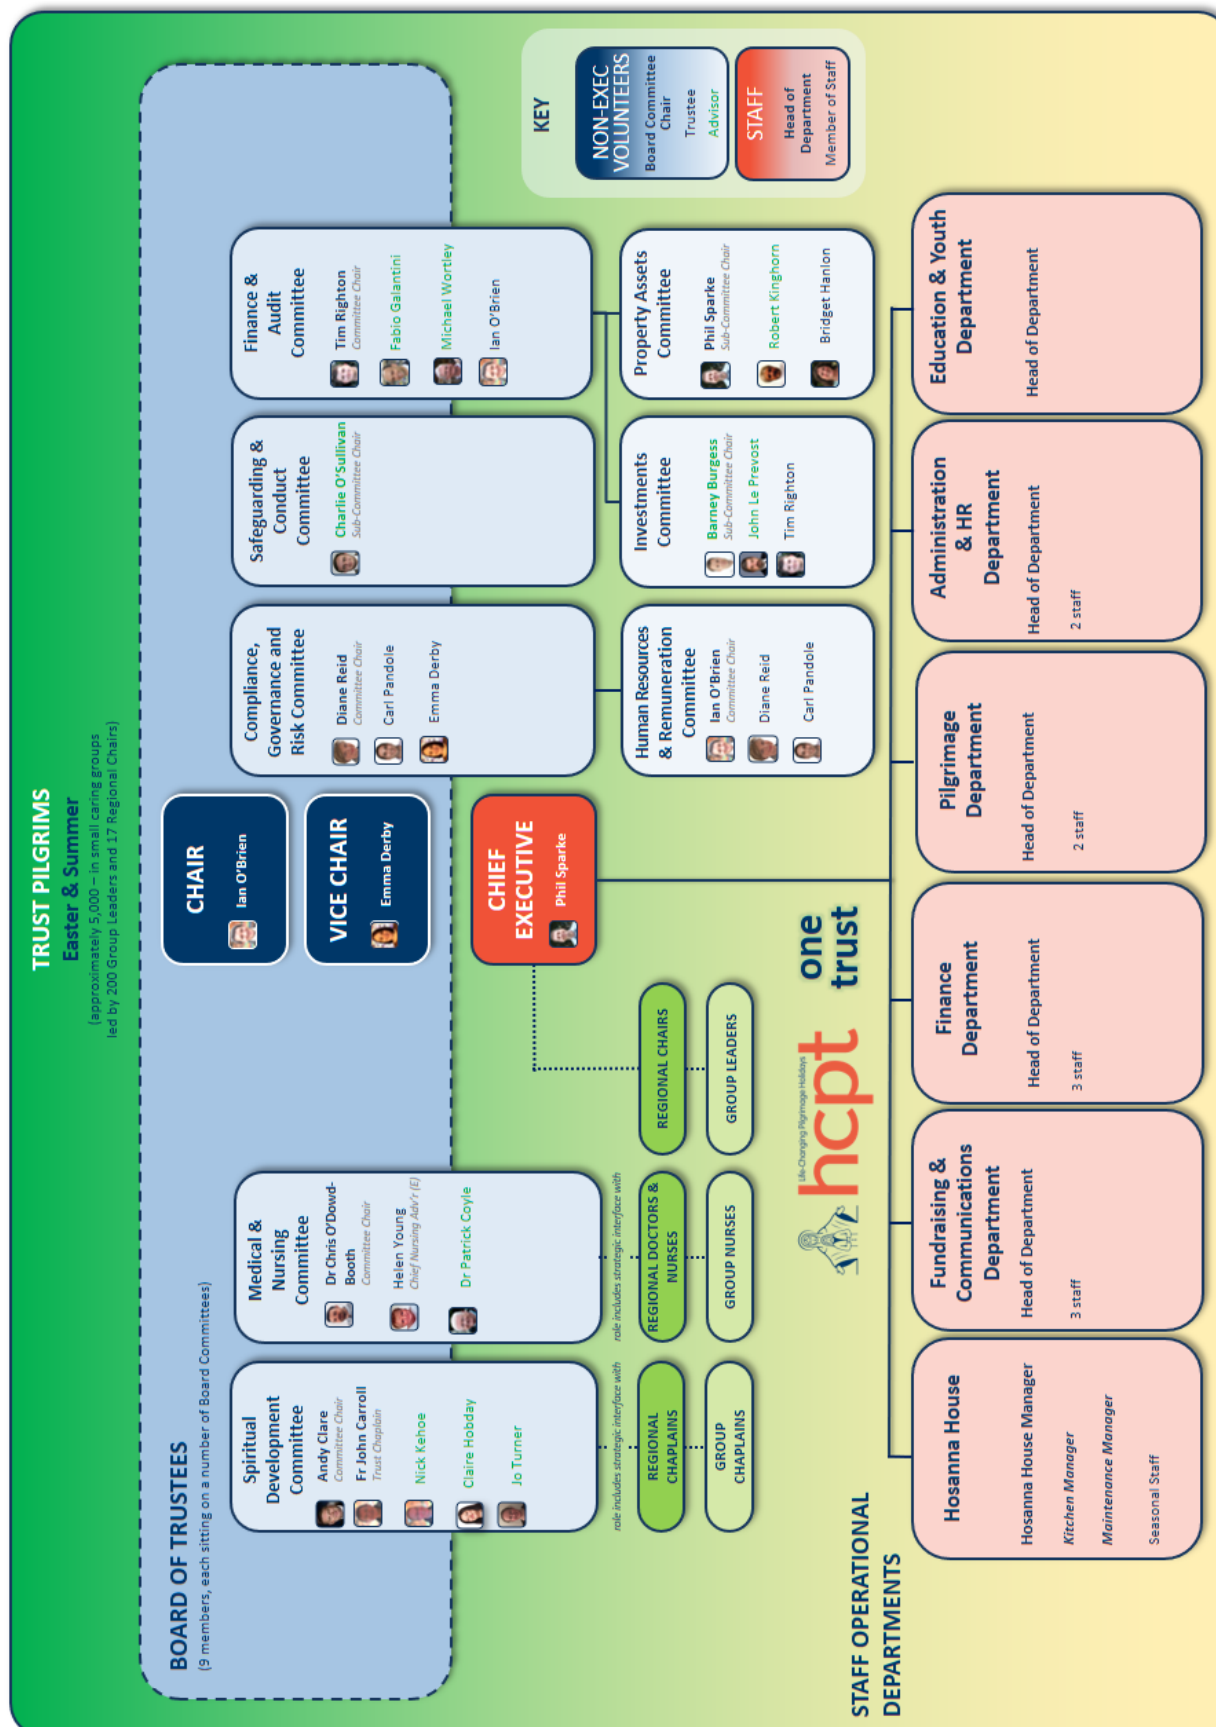 TRUST PILGRIMS
Easter & Summer
(approximately 5,000 – in small caring groups
led by 200 Group Leaders and 17 Regional Chairs)
BOARD OF TRUSTEES
(9 members, each sitting on a number of Board Committees)
CHAIR
Ian O'Brien
VICE CHAIR
Emma Derby
CHIEF
EXECUTIVE
Phil Sparke
Spiritual
Development
Committee
Andy Clare
Committee Chair
Fr John Carroll
Trust Chaplain
Nick Kehoe
Claire Hobday
Jo Turner
Medical &
Nursing
Committee
Dr Chris O'Dowd-
Booth
Committee Chair
Helen Young
Chief Nursing Adv'r (E)
Dr Patrick Coyle
Compliance,
Governance and
Risk Committee
Diane Reid
Committee Chair
Carl Pandole
Emma Derby
Safeguarding &
Conduct
Committee
Charlie O'Sullivan
Sub-Committee Chair
Finance &
Audit
Committee
Tim Righton
Committee Chair
Fabio Galantini
Michael Wortley
Ian O'Brien
role includes strategic interface with
REGIONAL
CHAPLAINS
GROUP
CHAPLAINS
role includes strategic interface with
REGIONAL DOCTORS &
NURSES
GROUP NURSES
REGIONAL CHAIRS
GROUP LEADERS
Human Resources
& Remuneration
Committee
Ian O'Brien
Committee Chair
Diane Reid
Carl Pandole
Investments
Committee
Barney Burgess
Sub-Committee Chair
John Le Prevost
Tim Righton
Property Assets
Committee
Phil Sparke
Sub-Committee Chair
Robert Kinghorn
Bridget Hanlon
KEY
NON-EXEC
VOLUNTEERS
Board Committee
Chair
Trustee
Advisor
STAFF
Head of
Department
Member of Staff
Life-Changing Pilgrimage Holidays
hcpt
one
trust
STAFF OPERATIONAL
DEPARTMENTS
Hosanna House
Hosanna House Manager
Kitchen Manager
Maintenance Manager
Seasonal Staff
Fundraising &
Communications
Department
Head of Department
3 staff
Finance
Department
Head of Department
3 staff
Pilgrimage
Department
Head of Department
2 staff
Administration
& HR
Department
Head of Department
2 staff
Education & Youth
Department
Head of Department